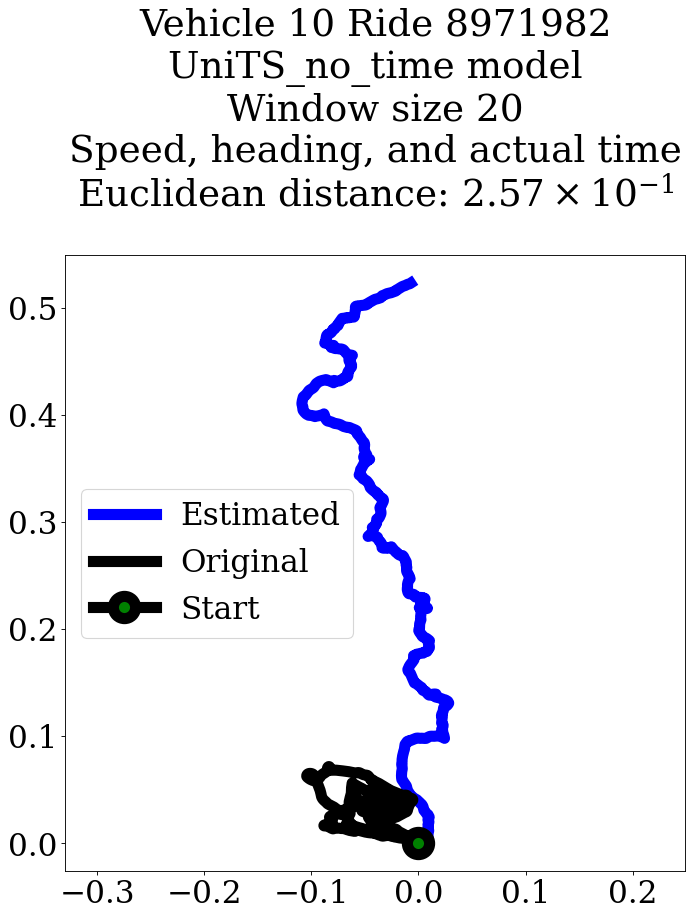 Vehicle 10 Ride 8971982
UniTS_no_time model
Window size 20
Speed, heading, and actual time
Euclidean distance: 2.57 × 10⁻¹
0.5
0.4
0.3
0.2
0.1
0.0
Estimated
Original
Start
−0.3 −0.2 −0.1 0.0 0.1 0.2